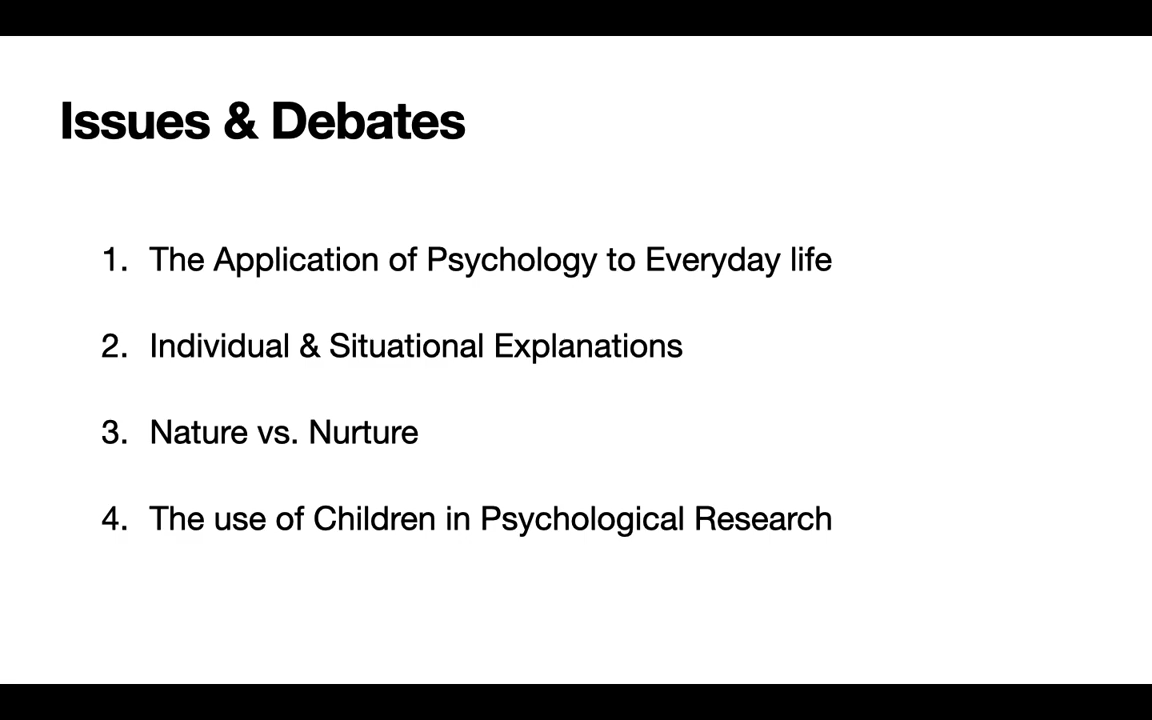 Issues & Debates
1. The Application of Psychology to Everyday life
2. Individual & Situational Explanations
3. Nature vs. Nurture
4. The use of Children in Psychological Research